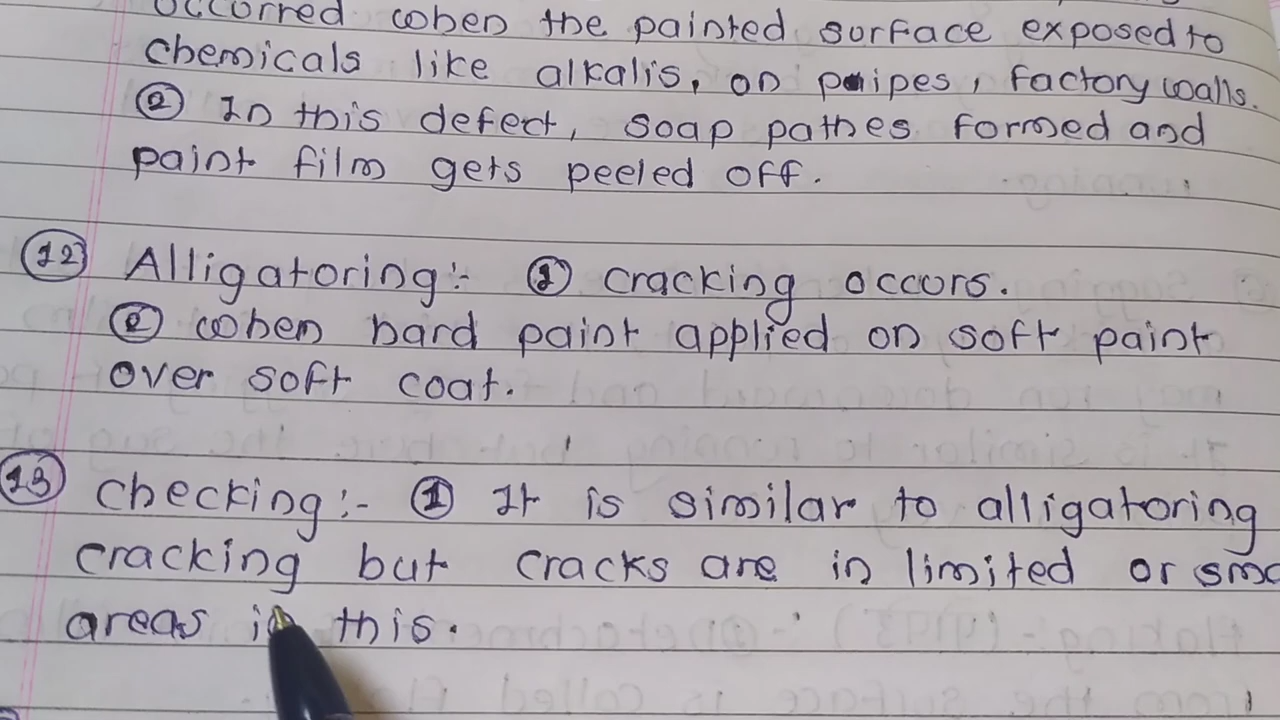 occurred when the painted surface exposed to
chemicals like alkalis, on pipes, factory walls.
② In this defect, soap pathes formed and
paint film gets peeled off.
⑫ Alligatoring:- ① cracking occurs.
② when hard paint applied on soft paint
over soft coat.
⑬ checking:- ① It is similar to alligatoring
cracking but cracks are in limited or
areas in this.